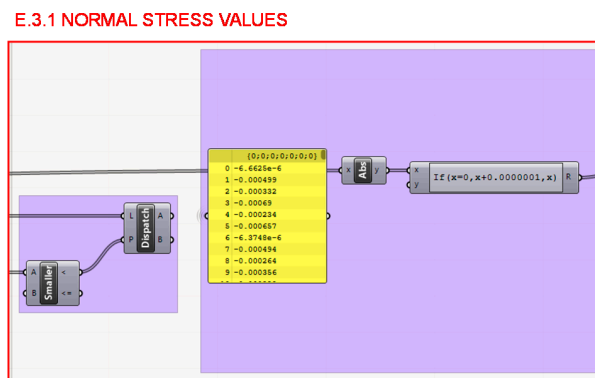 E.3.1 NORMAL STRESS VALUES
{0;0;0;0;0;0;0}
0 -6.6625e-6
1 -0.000499
2 -0.000332
3 -0.00069
4 -0.000234
5 -0.000657
6 -6.3748e-6
7 -0.000494
8 -0.000264
9 -0.000356
x Abs y
x
y
If(x=0,x+0.0000001,x) R
L
P
Dispatch
A
B
A
B
Smaller
<
<=